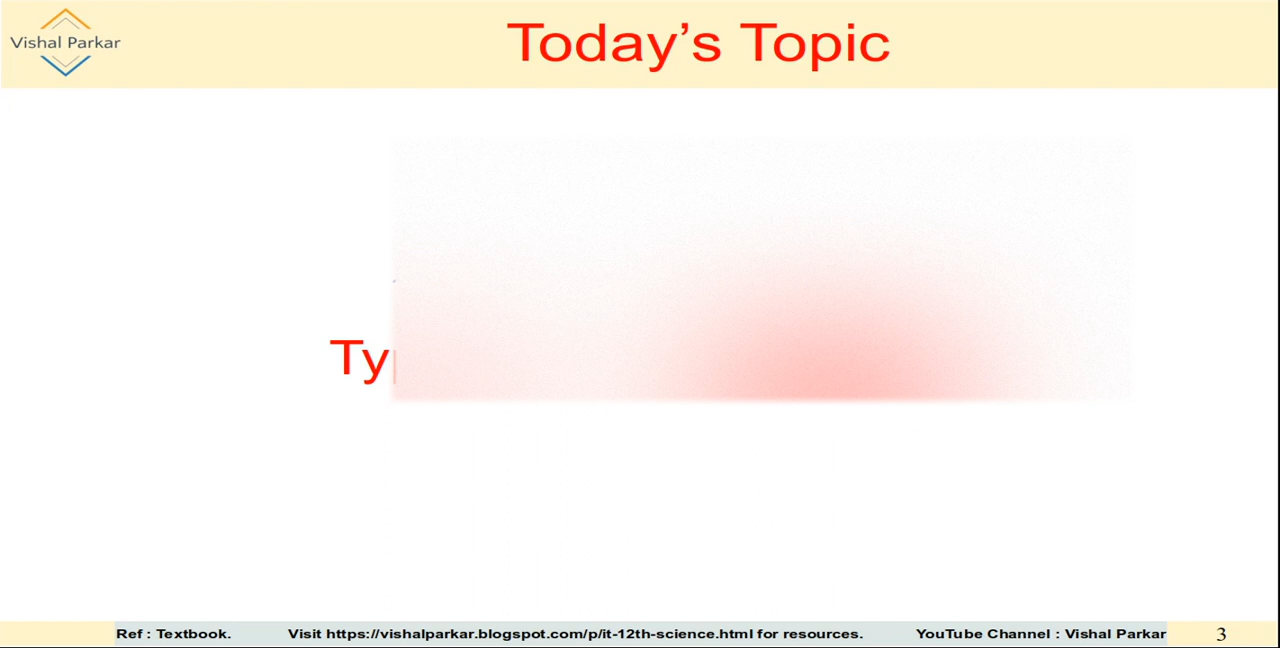 Vishal Parkar
Today's Topic
Ty
Ref : Textbook. Visit https://vishalparkar.blogspot.com/p/it-12th-science.html for resources. YouTube Channel : Vishal Parkar 3